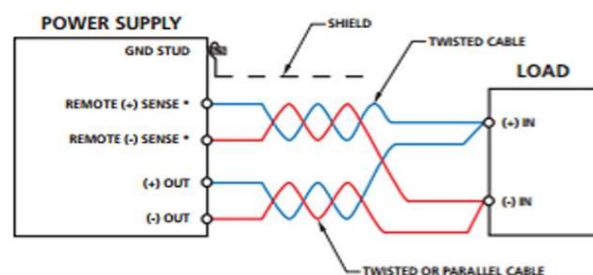 POWER SUPPLY
GND STUD
SHIELD
TWISTED CABLE
LOAD
REMOTE (+) SENSE *
(+) IN
REMOTE (-) SENSE *
(+) OUT
(-) IN
(-) OUT
TWISTED OR PARALLEL CABLE